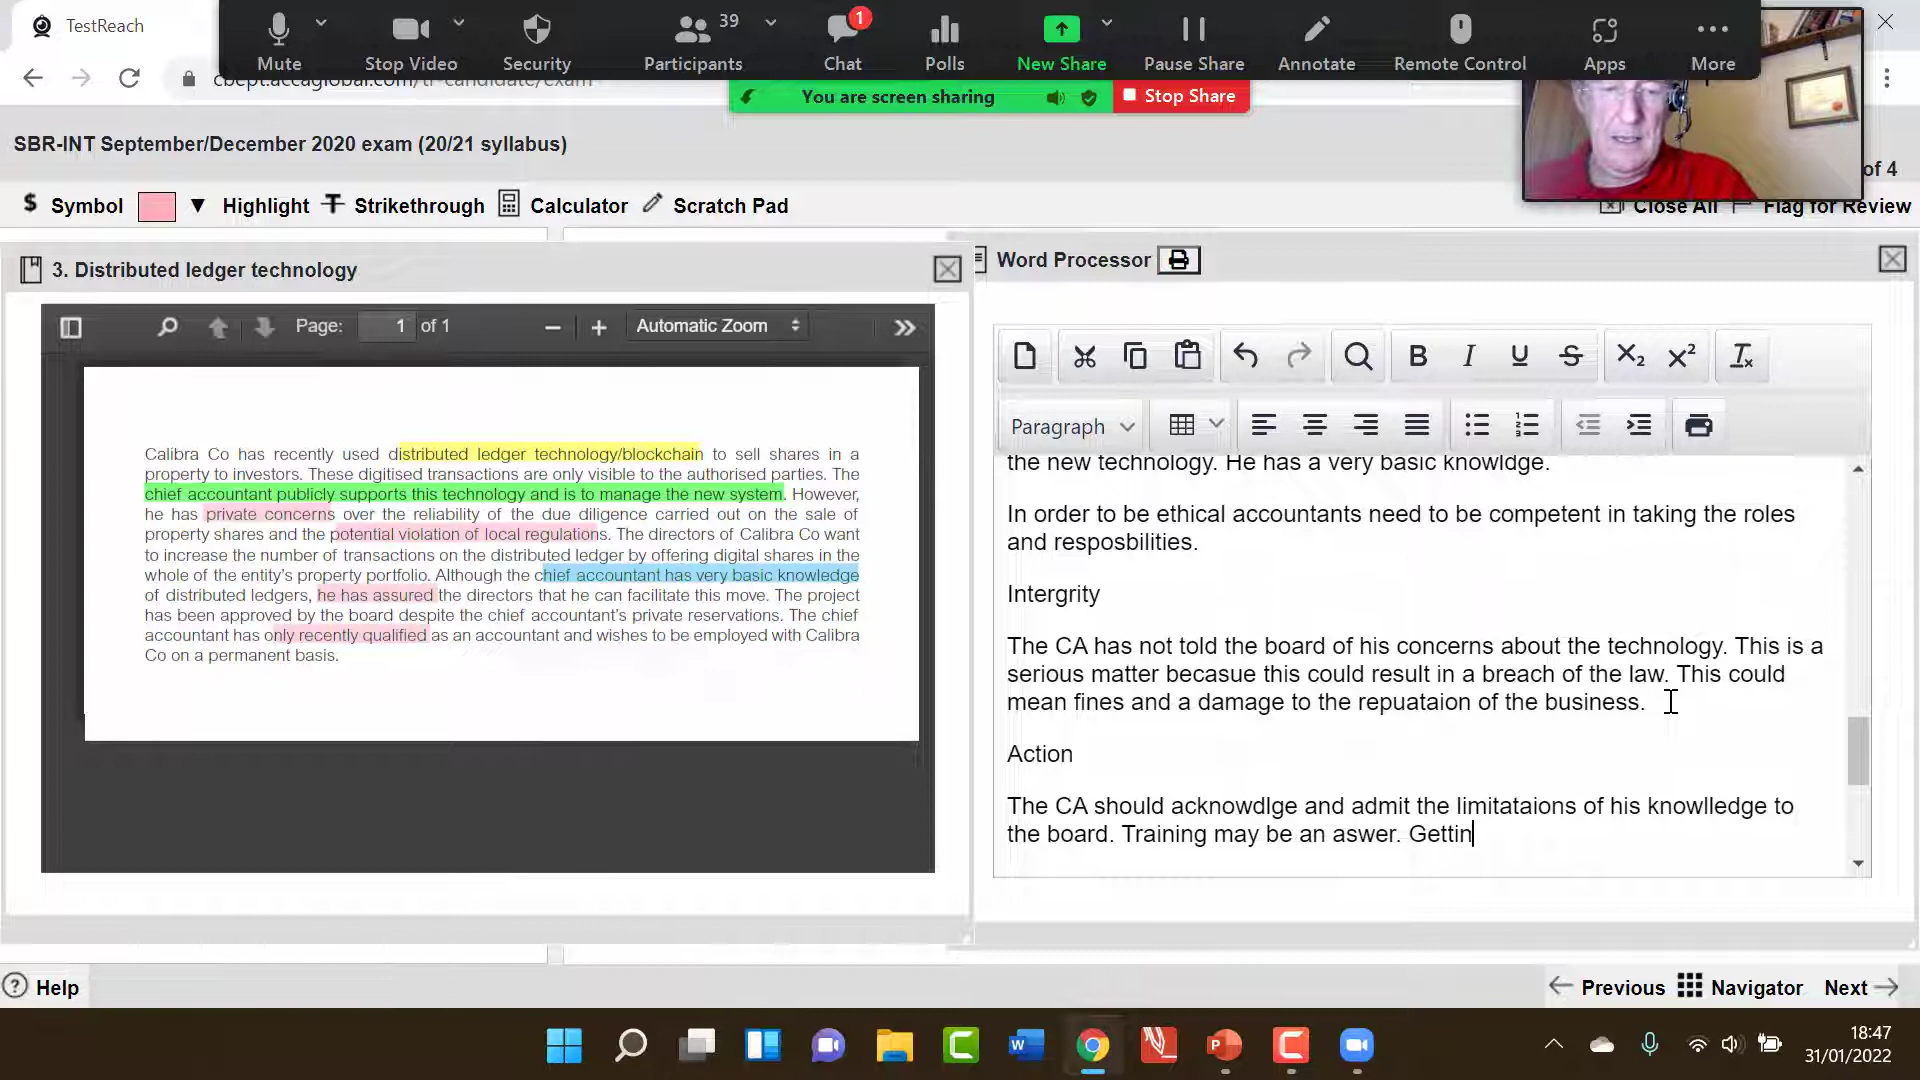 TestReach
Mute
Stop Video
Security
Participants
39
Chat
1
Polls
New Share
Pause Share
Annotate
Remote Control
Apps
More
cbept.accaglobal.com/tr-candidate/exam
You are screen sharing
Stop Share
SBR-INT September/December 2020 exam (20/21 syllabus)
of 4
Symbol
Highlight
Strikethrough
Calculator
Scratch Pad
Close All
Flag for Review
3. Distributed ledger technology
Page: 1 of 1
Automatic Zoom
Calibra Co has recently used distributed ledger technology/blockchain to sell shares in a
property to investors. These digitised transactions are only visible to the authorised parties. The
chief accountant publicly supports this technology and is to manage the new system. However,
he has private concerns over the reliability of the due diligence carried out on the sale of
property shares and the potential violation of local regulations. The directors of Calibra Co want
to increase the number of transactions on the distributed ledger by offering digital shares in the
whole of the entity's property portfolio. Although the chief accountant has very basic knowledge
of distributed ledgers, he has assured the directors that he can facilitate this move. The project
has been approved by the board despite the chief accountant's private reservations. The chief
accountant has only recently qualified as an accountant and wishes to be employed with Calibra
Co on a permanent basis.
Word Processor
B I U S X₂ X² Tx
Paragraph
the new technology. He has a very basic knowldge.
In order to be ethical accountants need to be competent in taking the roles
and resposbilities.
Intergrity
The CA has not told the board of his concerns about the technology. This is a
serious matter becasue this could result in a breach of the law. This could
mean fines and a damage to the repuataion of the business.
Action
The CA should acknowdlge and admit the limitataions of his knowlledge to
the board. Training may be an aswer. Gettin
Help
Previous
Navigator
Next
18:47
31/01/2022